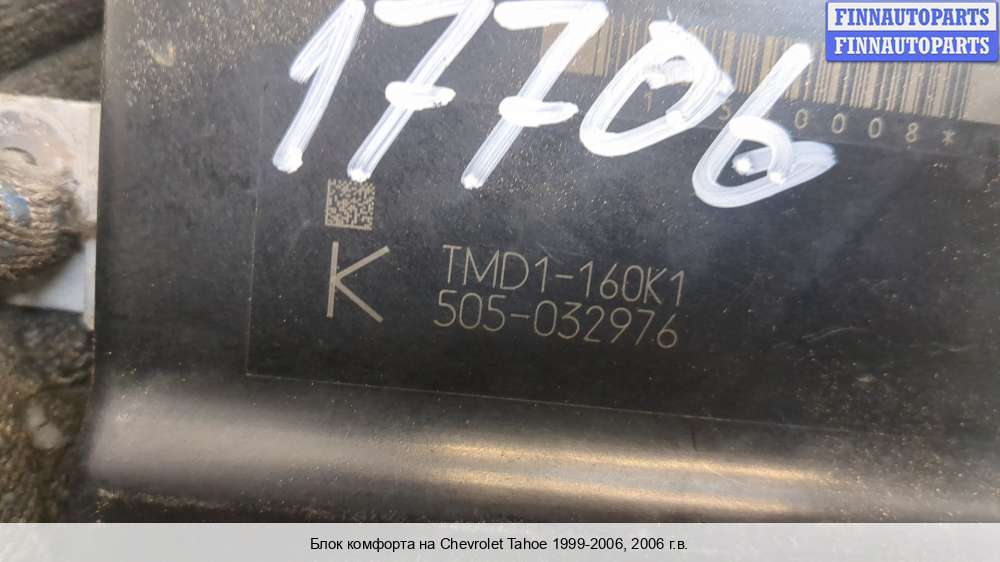 FINNAUTOPARTS
FINNAUTOPARTS
17706
0008*
K
TMD1-160K1
505-032976
Блок комфорта на Chevrolet Tahoe 1999-2006, 2006 г.в.